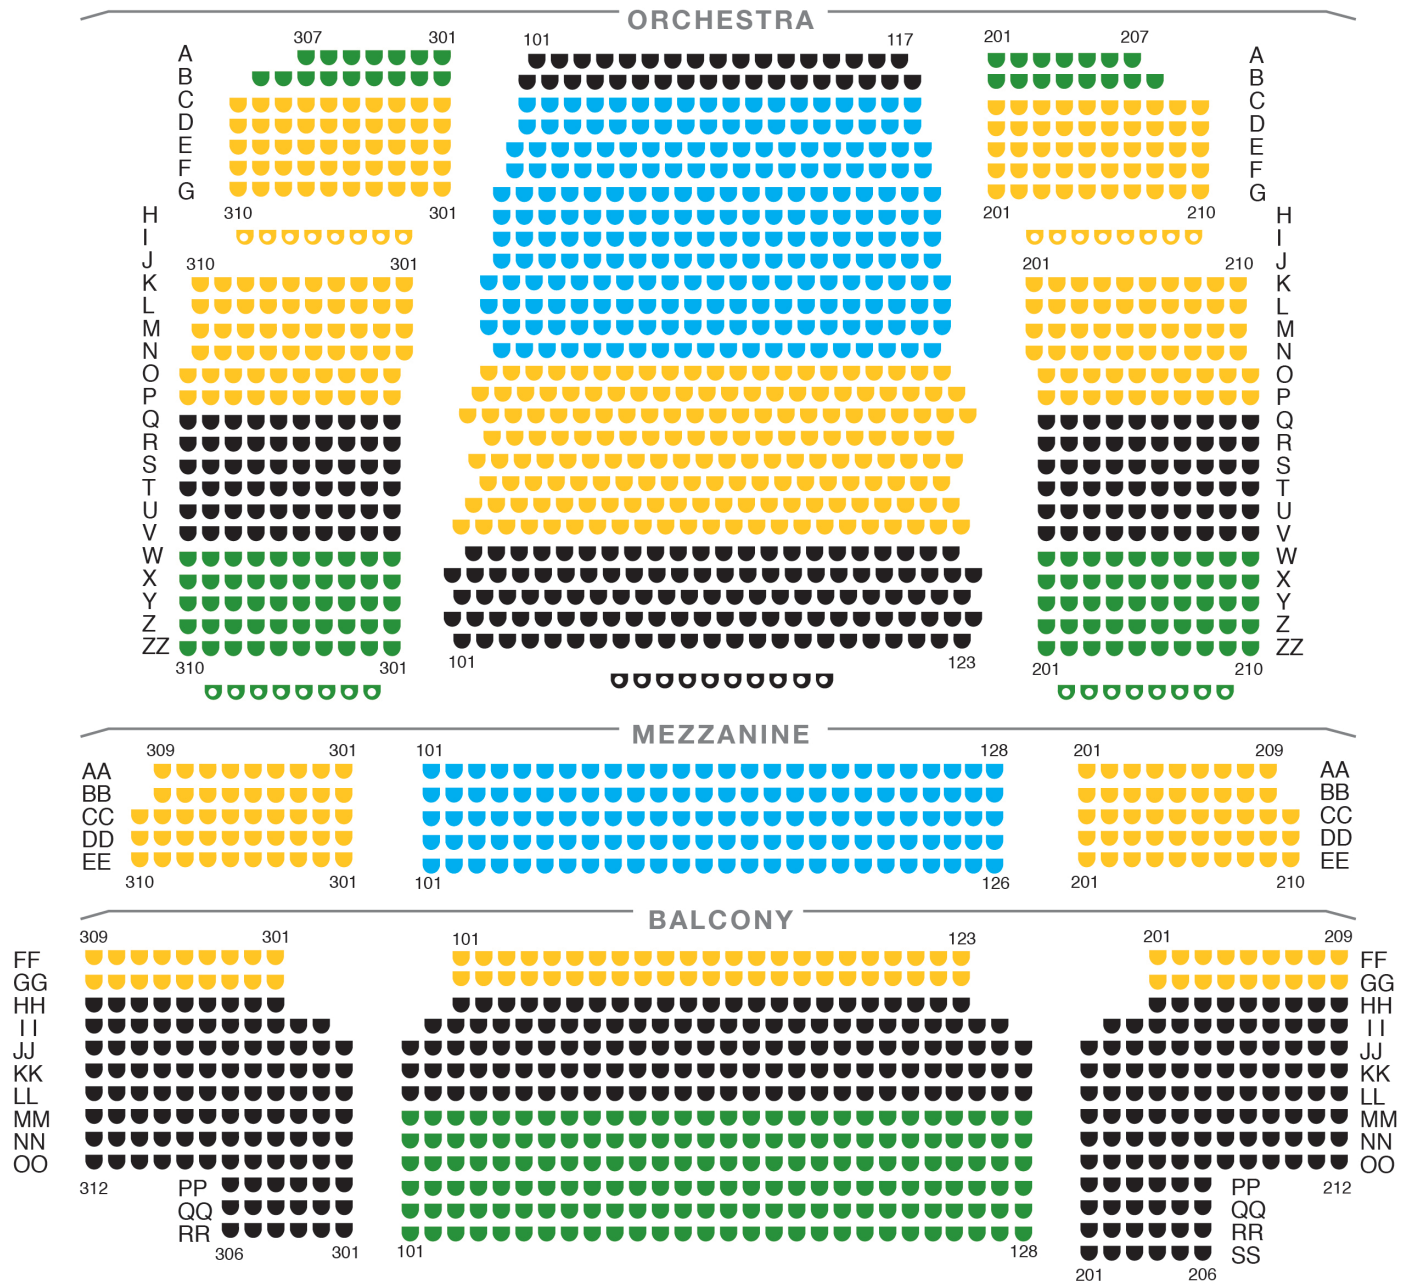 ORCHESTRA
307 301 101 117 201 207
A A
B B
C C
D D
E E
F F
G G
310 301 201 210
H H
I I
J J
310 301 201 210
K K
L L
M M
N N
O O
P P
Q Q
R R
S S
T T
U U
V V
W W
X X
Y Y
Z Z
ZZ ZZ
310 301 101 123 201 210
MEZZANINE
309 301 101 128 201 209
AA AA
BB BB
CC CC
DD DD
EE EE
310 301 101 126 201 210
BALCONY
309 301 101 123 201 209
FF FF
GG GG
HH HH
II II
JJ JJ
KK KK
LL LL
MM MM
NN NN
OO OO
312 212
PP PP
QQ QQ
RR RR
306 301 101 128
SS
201 206